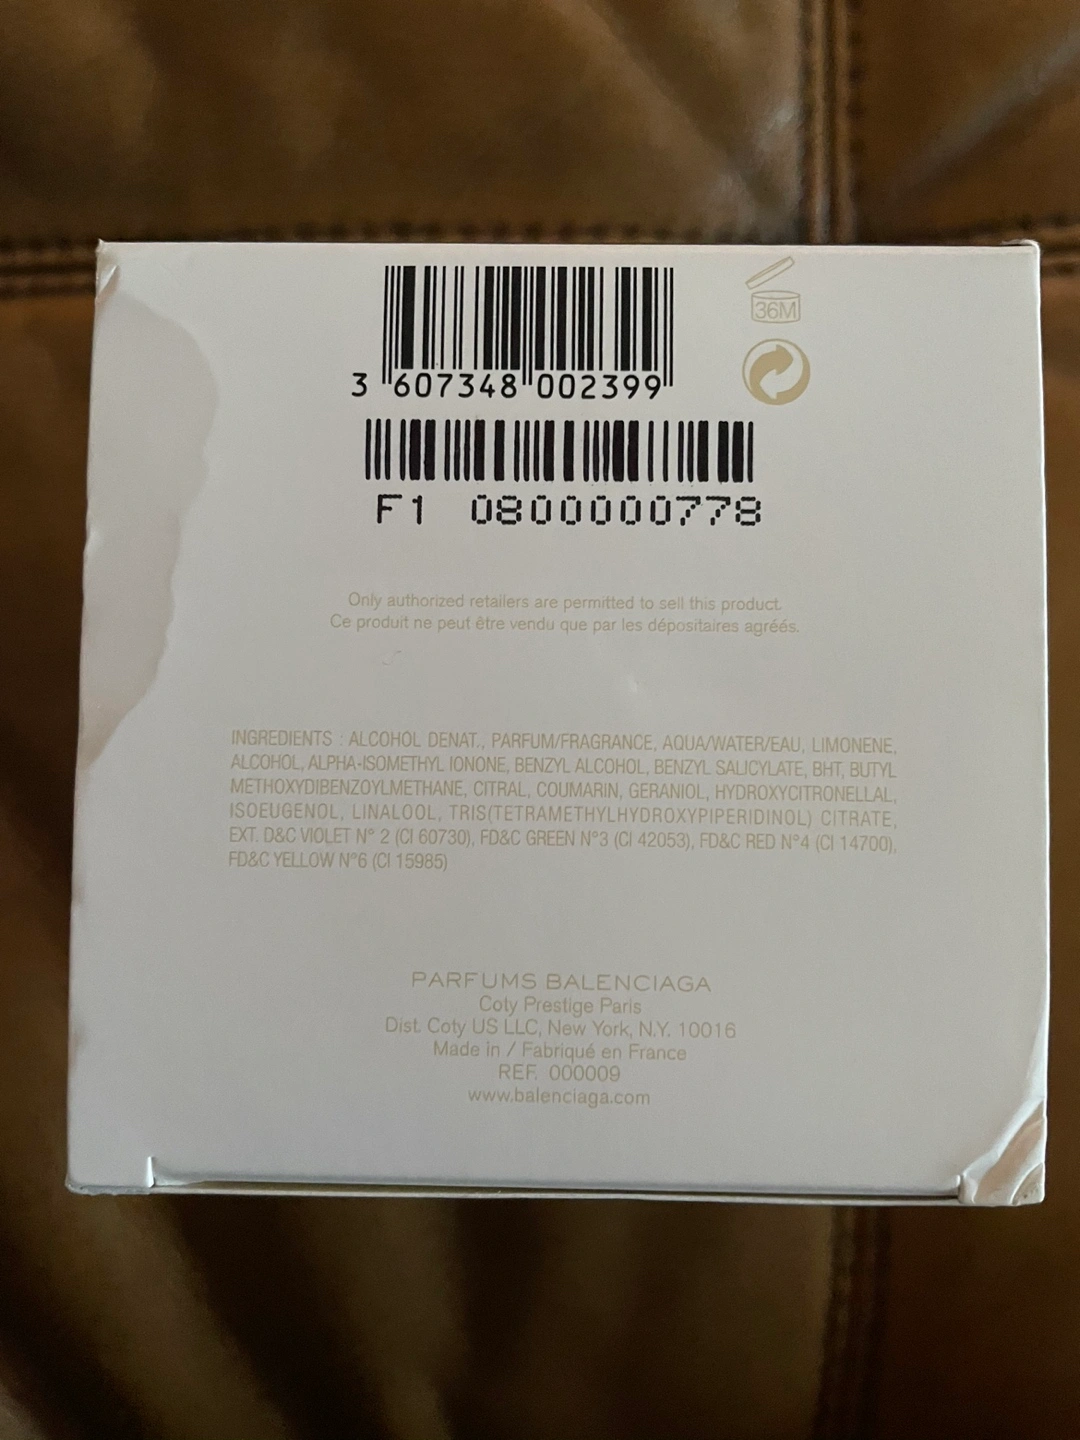 3 607348 002399
36M
F1 0800000778
Only authorized retailers are permitted to sell this product.
Ce produit ne peut être vendu que par les dépositaires agréés.
INGREDIENTS : ALCOHOL DENAT., PARFUM/FRAGRANCE, AQUA/WATER/EAU, LIMONENE,
ALCOHOL, ALPHA-ISOMETHYL IONONE, BENZYL ALCOHOL, BENZYL SALICYLATE, BHT, BUTYL
METHOXYDIBENZOYLMETHANE, CITRAL, COUMARIN, GERANIOL, HYDROXYCITRONELLAL,
ISOEUGENOL, LINALOOL, TRIS(TETRAMETHYLHYDROXYPIPERIDINOL) CITRATE,
EXT. D&C VIOLET N° 2 (CI 60730), FD&C GREEN N°3 (CI 42053), FD&C RED N°4 (CI 14700),
FD&C YELLOW N°6 (CI 15985)
PARFUMS BALENCIAGA
Coty Prestige Paris
Dist. Coty US LLC, New York, N.Y. 10016
Made in / Fabriqué en France
REF. 000009
www.balenciaga.com